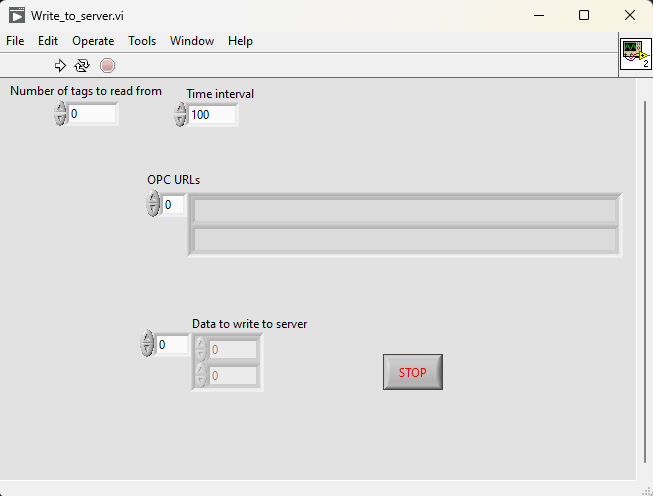 Write_to_server.vi
File Edit Operate Tools Window Help
2
Number of tags to read from
Time interval
0
100
OPC URLs
0
Data to write to server
0
0
0
STOP